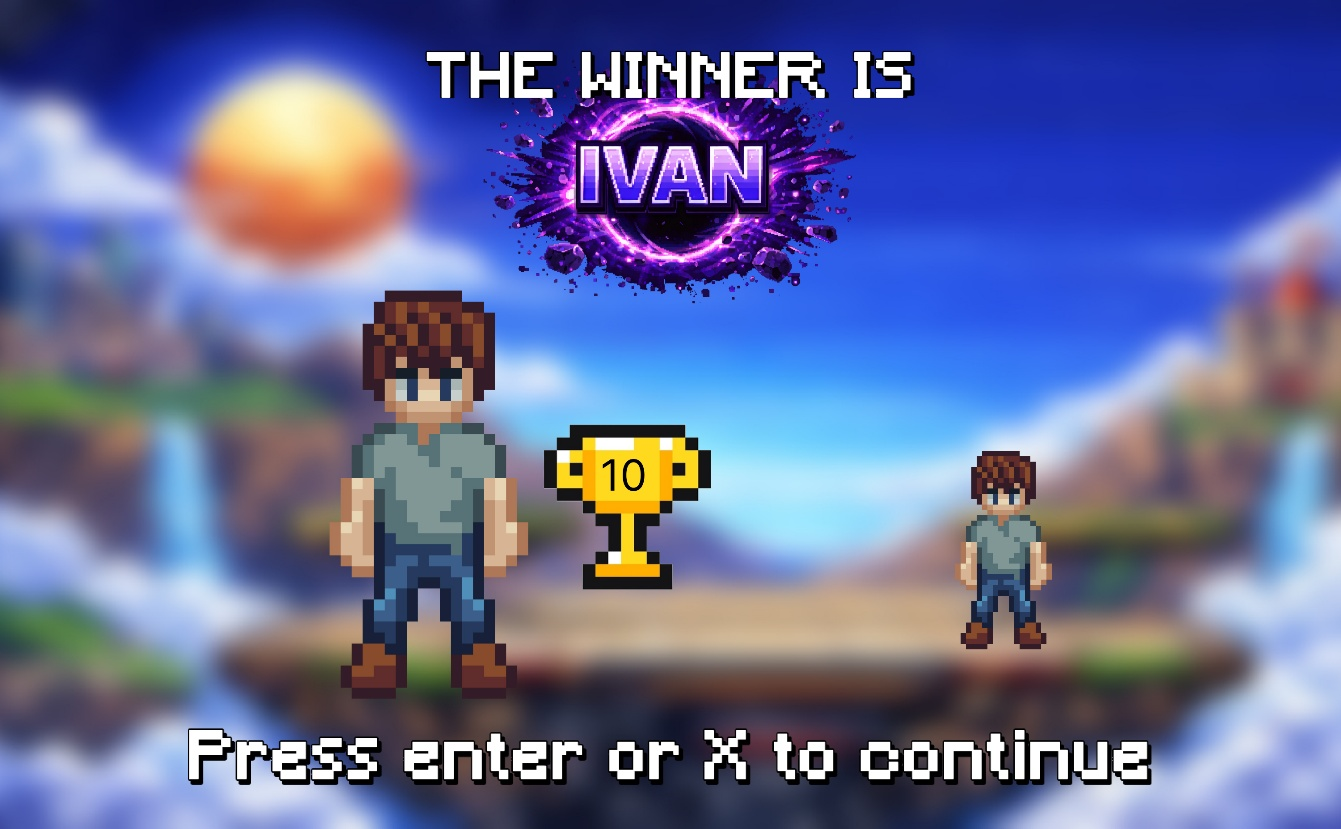 THE WINNER IS
IVAN
10
Press enter or X to continue